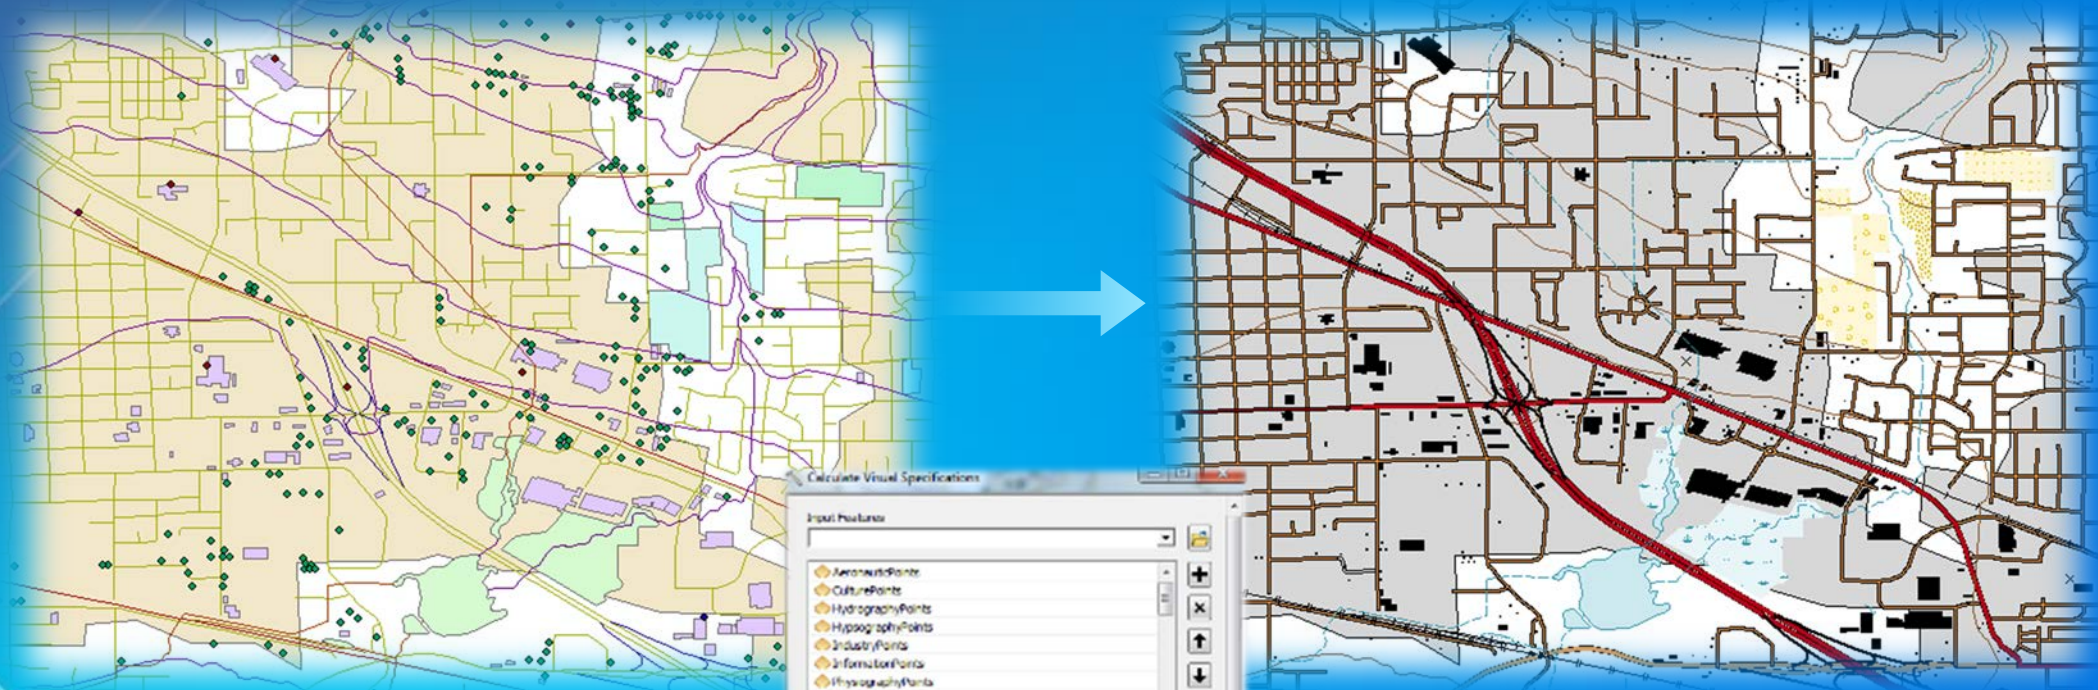 Calculate Visual Specifications
Input Features
AeronauticPoints
CulturePoints
HydrographyPoints
HypsographyPoints
IndustryPoints
InformationPoints
PhysiographyPoints